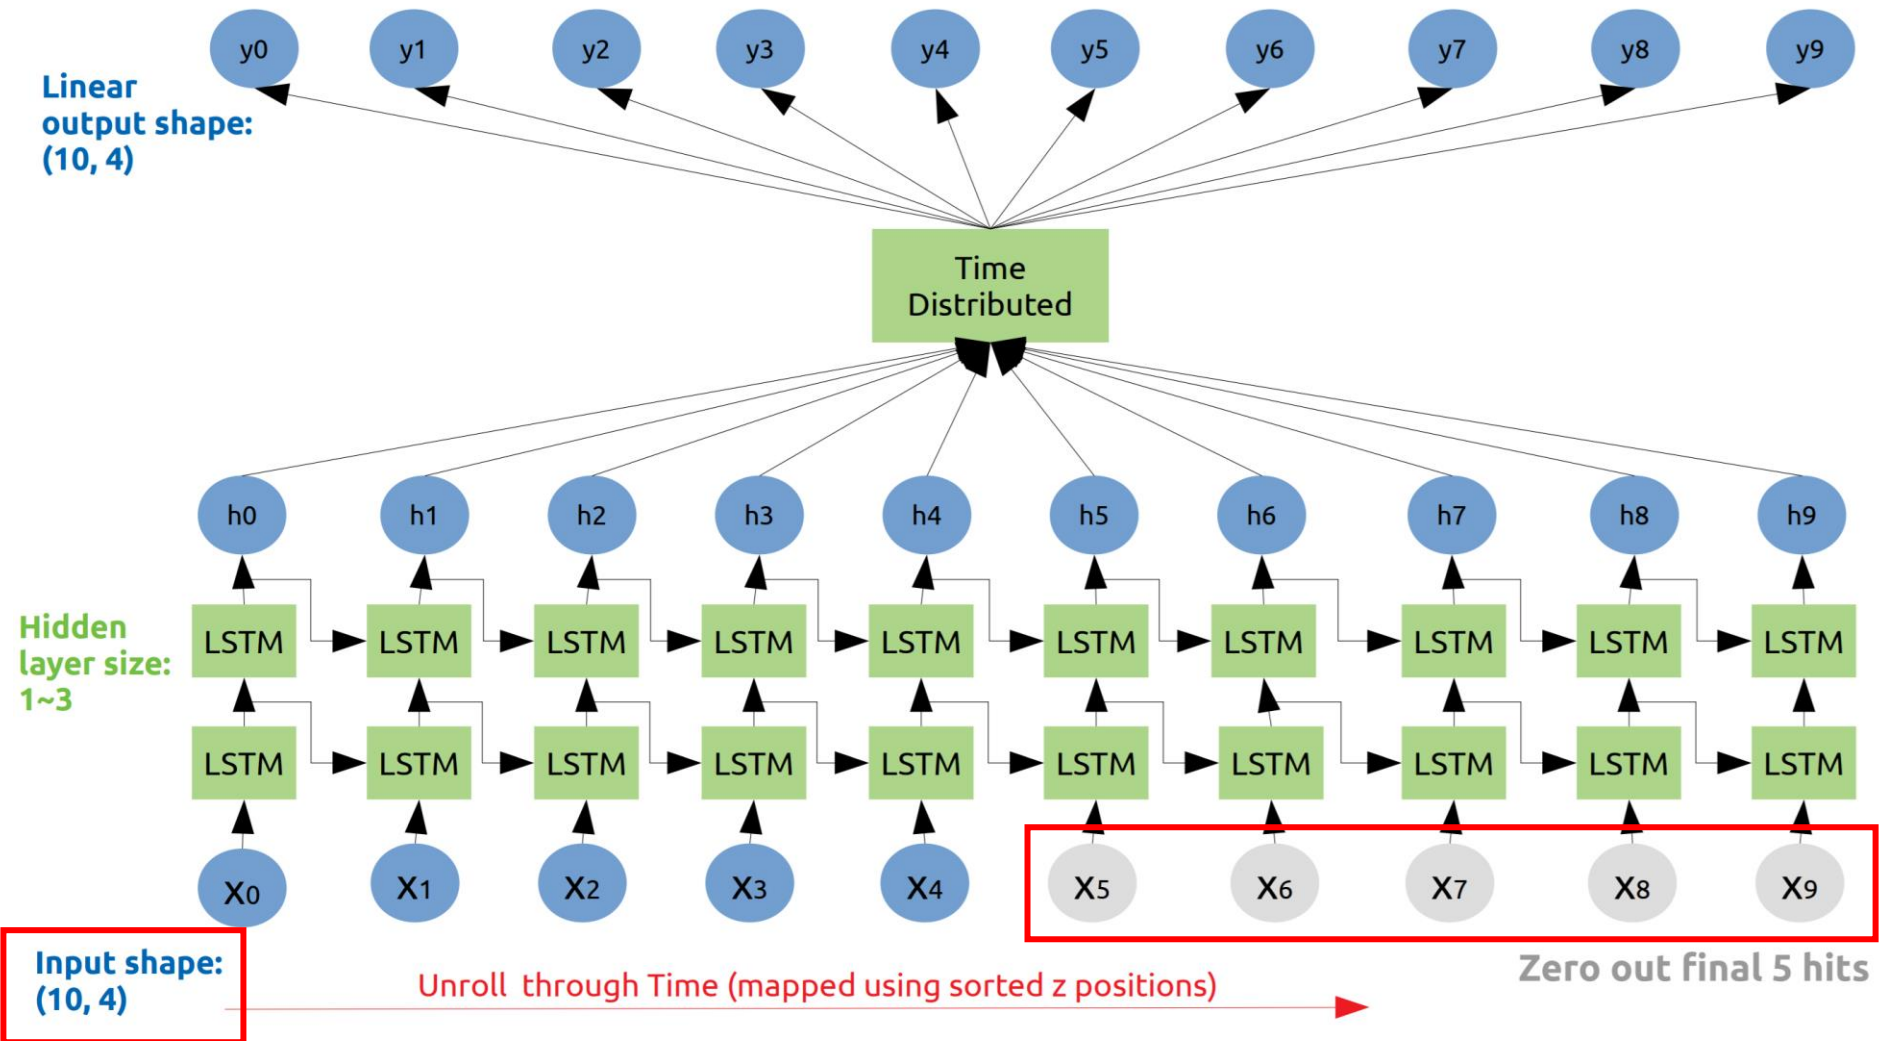 y0 y1 y2 y3 y4 y5 y6 y7 y8 y9
Linear
output shape:
(10, 4)
Time
Distributed
h0 h1 h2 h3 h4 h5 h6 h7 h8 h9
Hidden
layer size:
1~3
LSTM LSTM LSTM LSTM LSTM LSTM LSTM LSTM LSTM LSTM
LSTM LSTM LSTM LSTM LSTM LSTM LSTM LSTM LSTM LSTM
X0 X1 X2 X3 X4 X5 X6 X7 X8 X9
Input shape:
(10, 4)
Unroll through Time (mapped using sorted z positions)
Zero out final 5 hits